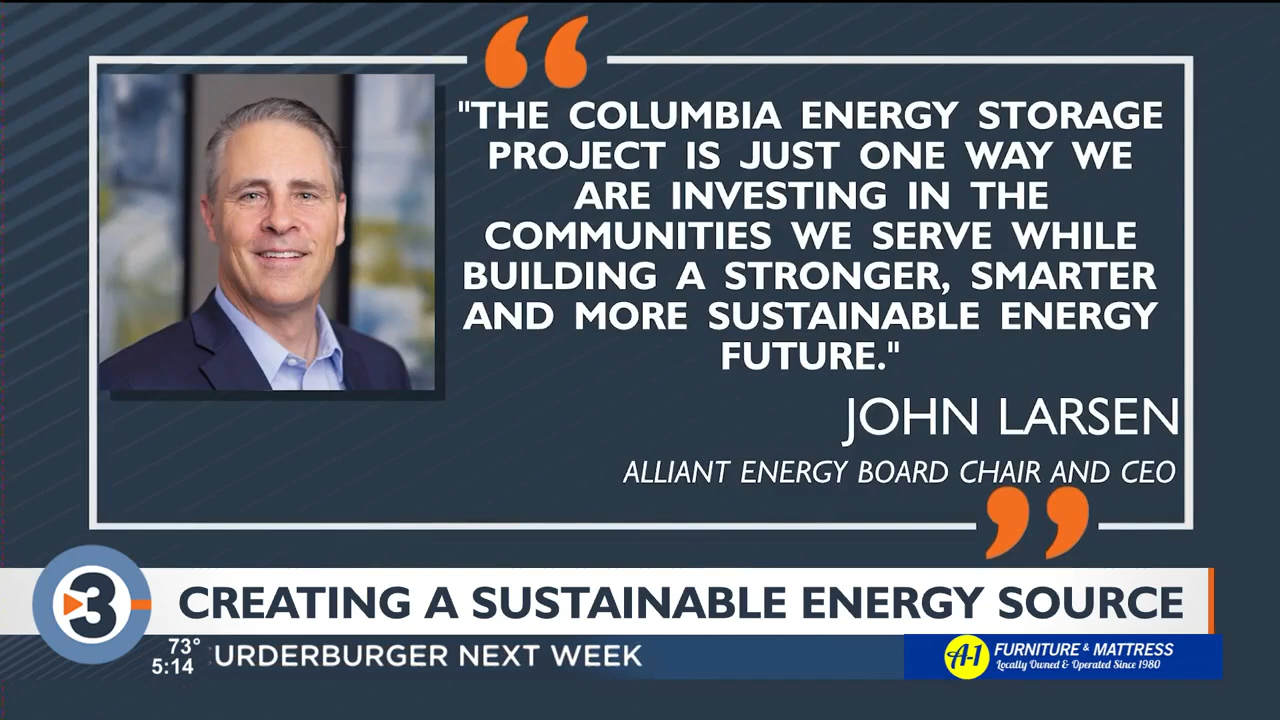 "THE COLUMBIA ENERGY STORAGE
PROJECT IS JUST ONE WAY WE
ARE INVESTING IN THE
COMMUNITIES WE SERVE WHILE
BUILDING A STRONGER, SMARTER
AND MORE SUSTAINABLE ENERGY
FUTURE."
JOHN LARSEN
ALLIANT ENERGY BOARD CHAIR AND CEO
3
CREATING A SUSTAINABLE ENERGY SOURCE
73°
5:14
URDERBURGER NEXT WEEK
A-1
FURNITURE & MATTRESS
Locally Owned & Operated Since 1980